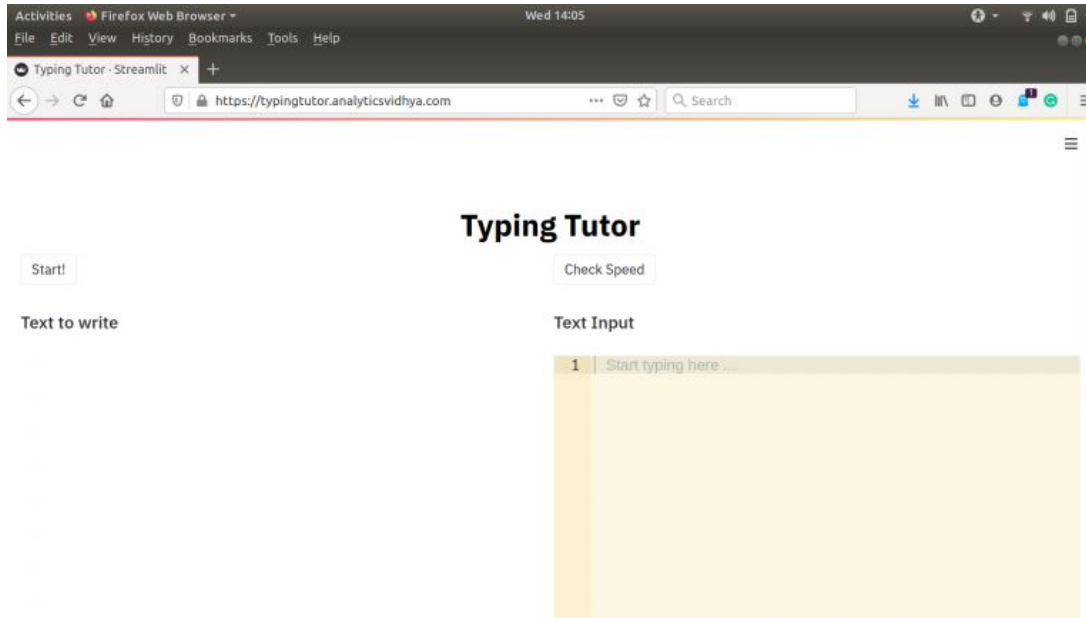 Activities Firefox Web Browser Wed 14:05
File Edit View History Bookmarks Tools Help
Typing Tutor · Streamlit
https://typingtutor.analyticsvidhya.com Search
1
Typing Tutor
Start! Check Speed
Text to write Text Input
1 Start typing here ...